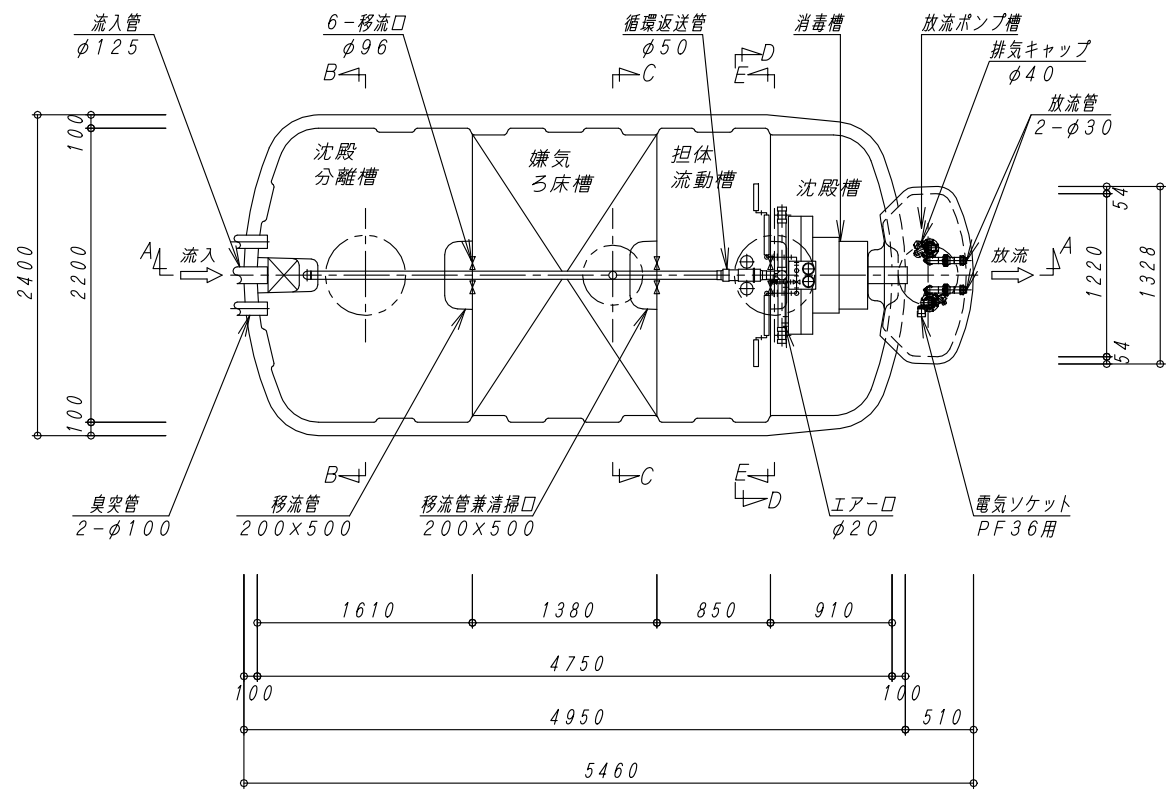 流入管
φ125
6-移流口
φ96
循環返送管
φ50
消毒槽
放流ポンプ槽
排気キャップ
φ40
放流管
2-φ30
B
C
D
E
沈殿
分離槽
嫌気
ろ床槽
担体
流動槽
沈殿槽
A
流入
放流
A
2400
100
2200
100
54
1220
54
1328
B
C
E
D
臭突管
2-φ100
移流管
200×500
移流管兼清掃口
200×500
エアー口
φ20
電気ソケット
PF36用
1610
1380
850
910
4750
100
100
4950
510
5460